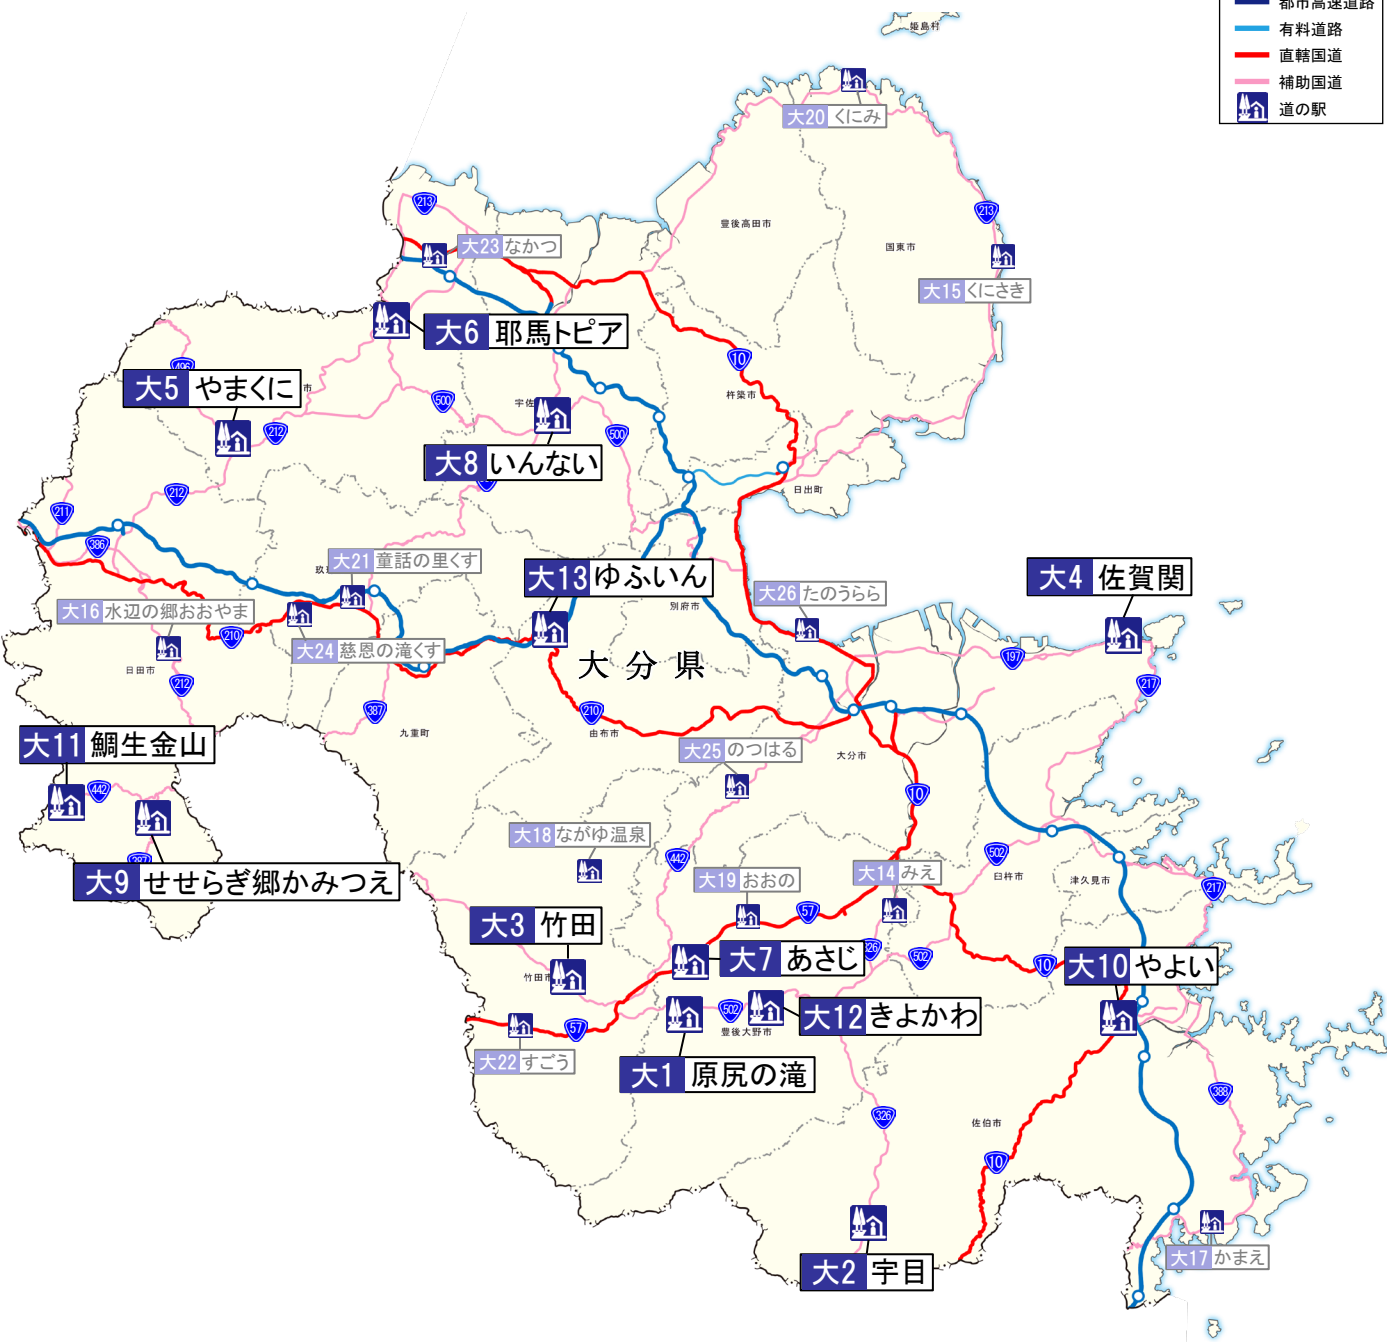 都市高速道路
有料道路
直轄国道
補助国道
道の駅
姫島村
大20 くにみ
213
豊後高田市
国東市
213
大23 なかつ
大15 くにさき
大6 耶馬トピア
10
496
大5 やまくに
市
500
杵築市
宇佐
212
500
大8 いんない
日出町
212
211
386
大21 童話の里くす
玖
大13 ゆふいん
大4 佐賀関
大26 たのうらら
別府市
大16 水辺の郷おおやま
210
大24 慈恩の滝くす
大分県
197
日田市
212
217
387
210
九重町
由布市
大11 鯛生金山
大25 のつはる
大分市
442
10
大18 ながゆ温泉
442
502
387
大9 せせらぎ郷かみつえ
大19 おおの
大14 みえ
臼杵市
津久見市
217
57
大3 竹田
大7 あさじ
326
502
10
大10 やよい
竹田市
502
大12 きよかわ
57
豊後大野市
大22 すごう
大1 原尻の滝
388
326
佐伯市
10
大17 かまえ
大2 宇目